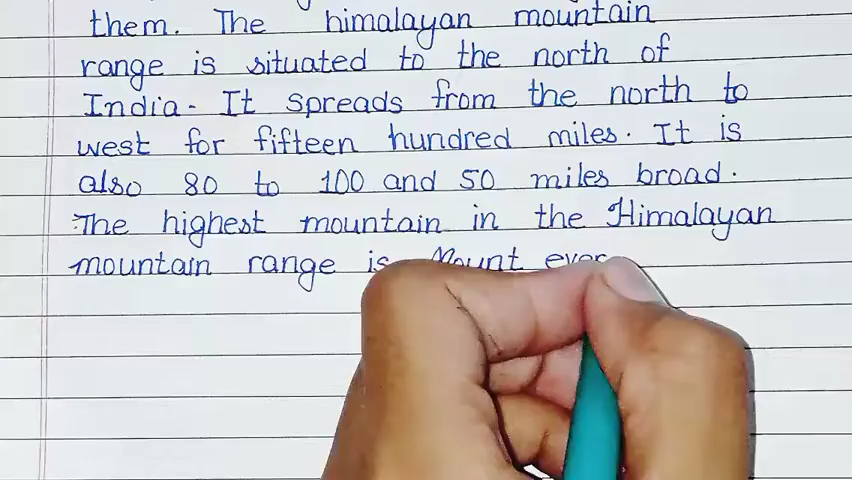 them. The himalayan mountain
range is situated to the north of
India. It spreads from the north to
west for fifteen hundred miles. It is
also 80 to 100 and 50 miles broad.
The highest mountain in the Himalayan
mountain range is Mount ever